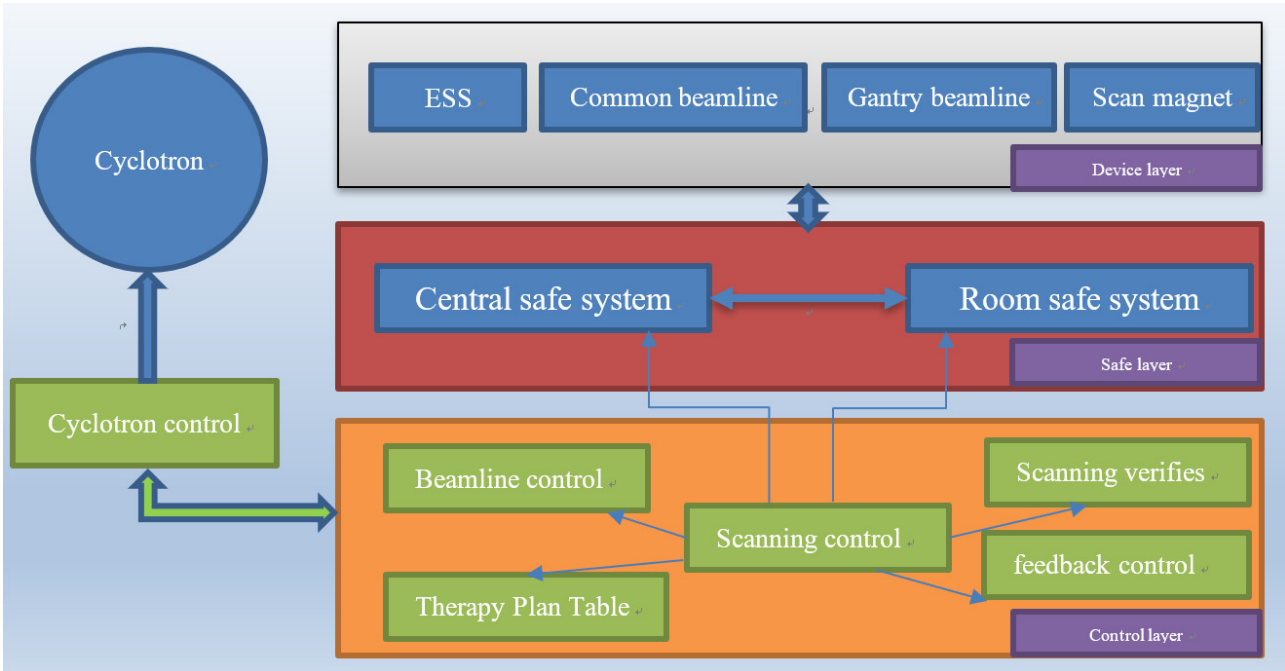 ESS
Common beamline
Gantry beamline
Scan magnet
Cyclotron
Device layer
Central safe system
Room safe system
Safe layer
Cyclotron control
Beamline control
Scanning verifies
Scanning control
feedback control
Therapy Plan Table
Control layer